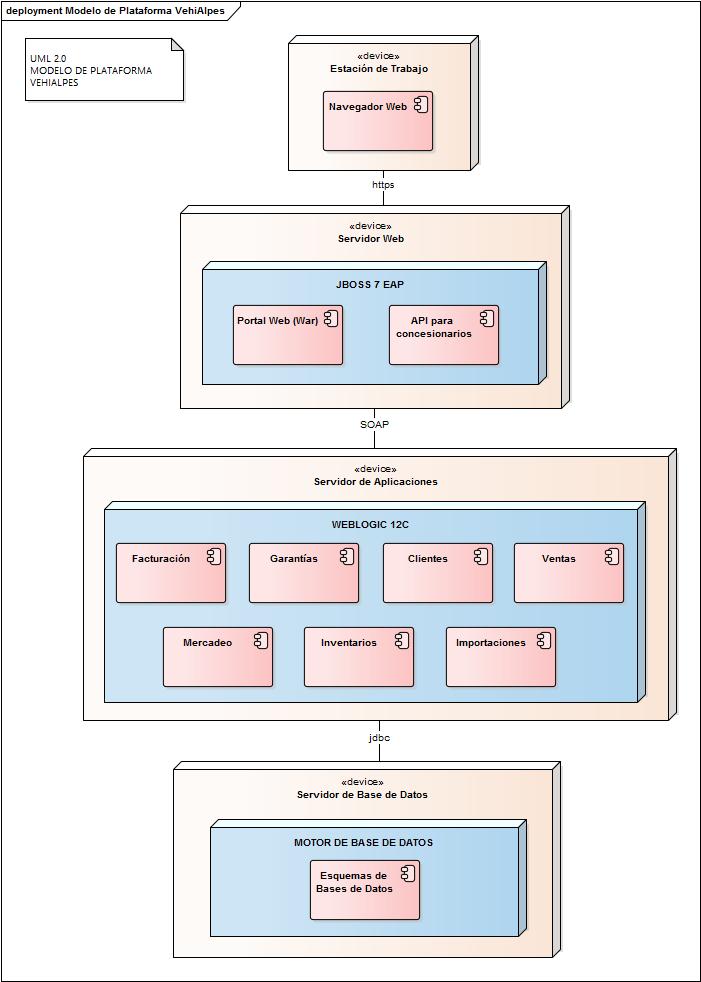 deployment Modelo de Plataforma VehiAlpes
UML 2.0
MODELO DE PLATAFORMA
VEHIALPES
«device»
Estación de Trabajo
Navegador Web
https
«device»
Servidor Web
JBOSS 7 EAP
Portal Web (War)
API para
concesionarios
SOAP
«device»
Servidor de Aplicaciones
WEBLOGIC 12C
Facturación
Garantías
Clientes
Ventas
Mercadeo
Inventarios
Importaciones
jdbc
«device»
Servidor de Base de Datos
MOTOR DE BASE DE DATOS
Esquemas de
Bases de Datos